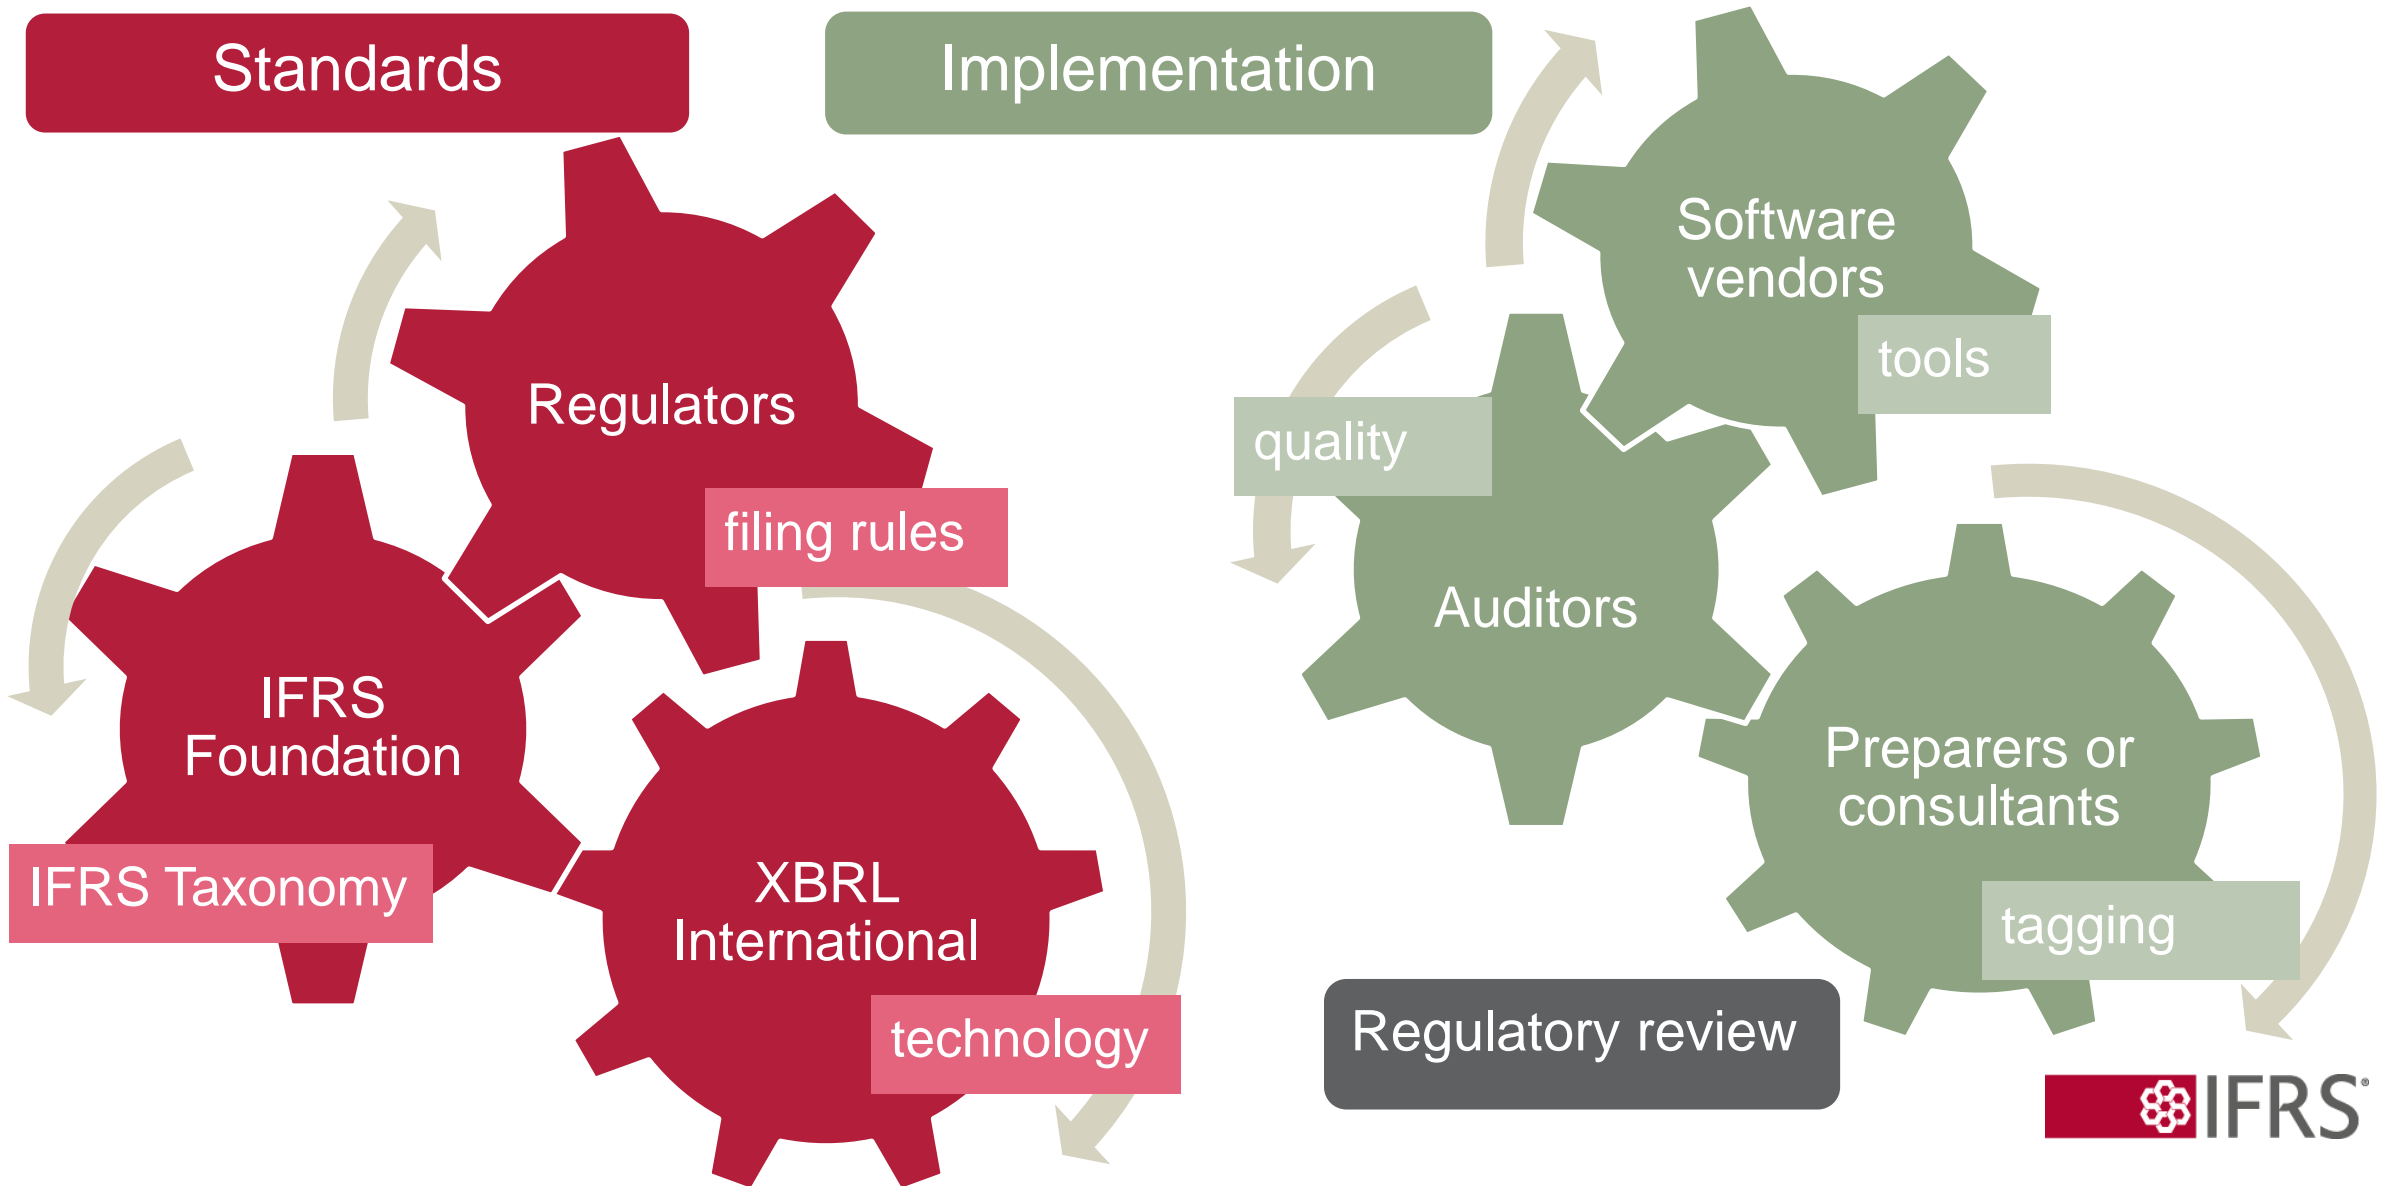 Standards
Regulators
filing rules
IFRS
Foundation
IFRS Taxonomy
XBRL
International
technology
Implementation
Software
vendors
tools
quality
Auditors
Preparers or
consultants
tagging
Regulatory review
IFRS®